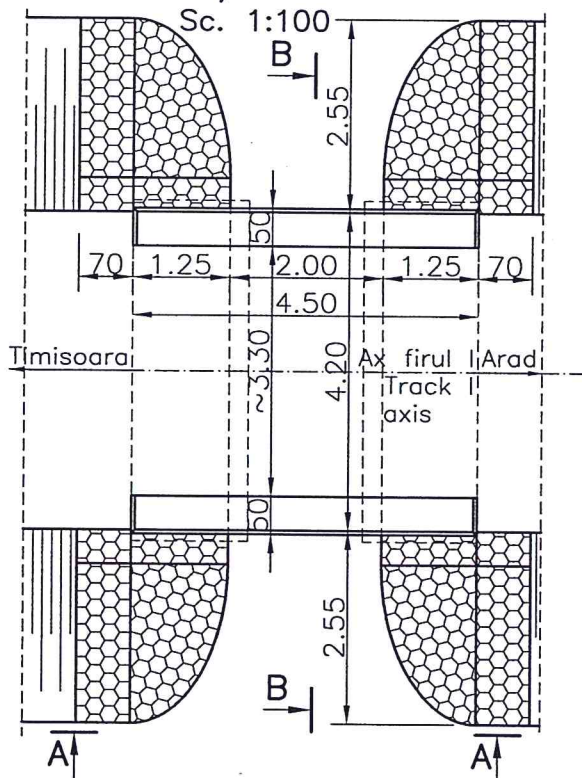 Sc. 1:100
B
2.55
50
70
1.25
2.00
1.25
70
4.50
Timisoara
~3.30
4.20
Ax firul I
Arad
Track I
axis
50
2.55
B
A
A